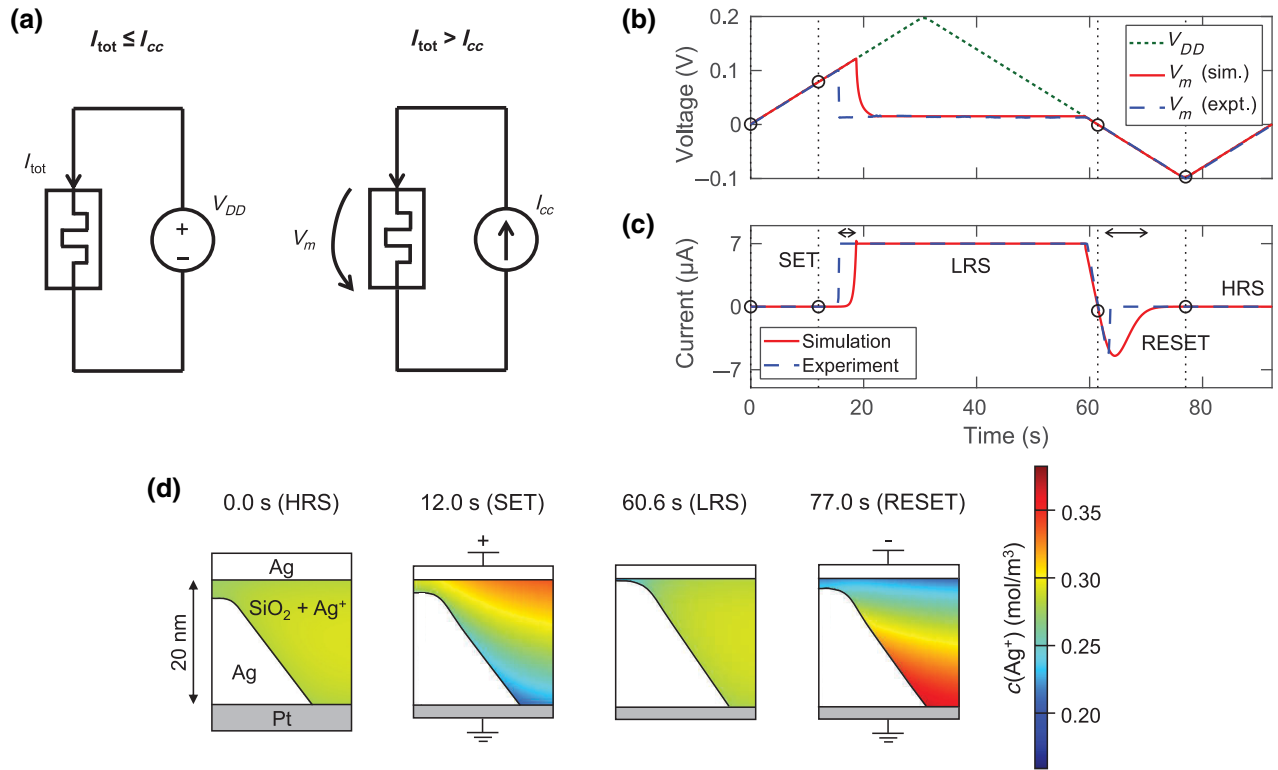 (a)
I_tot ≤ I_cc
I_tot > I_cc
I_tot
V_DD
+
−
V_m
I_cc
(b)
Voltage (V)
0.2
0.1
0
−0.1
V_DD
V_m (sim.)
V_m (expt.)
(c)
Current (µA)
7
0
−7
SET
LRS
HRS
RESET
Simulation
Experiment
0 20 40 60 80
Time (s)
(d)
0.0 s (HRS) 12.0 s (SET) 60.6 s (LRS) 77.0 s (RESET)
+
-
Ag
SiO₂ + Ag⁺
20 nm
Ag
Pt
0.35
0.30
0.25
0.20
c(Ag⁺) (mol/m³)